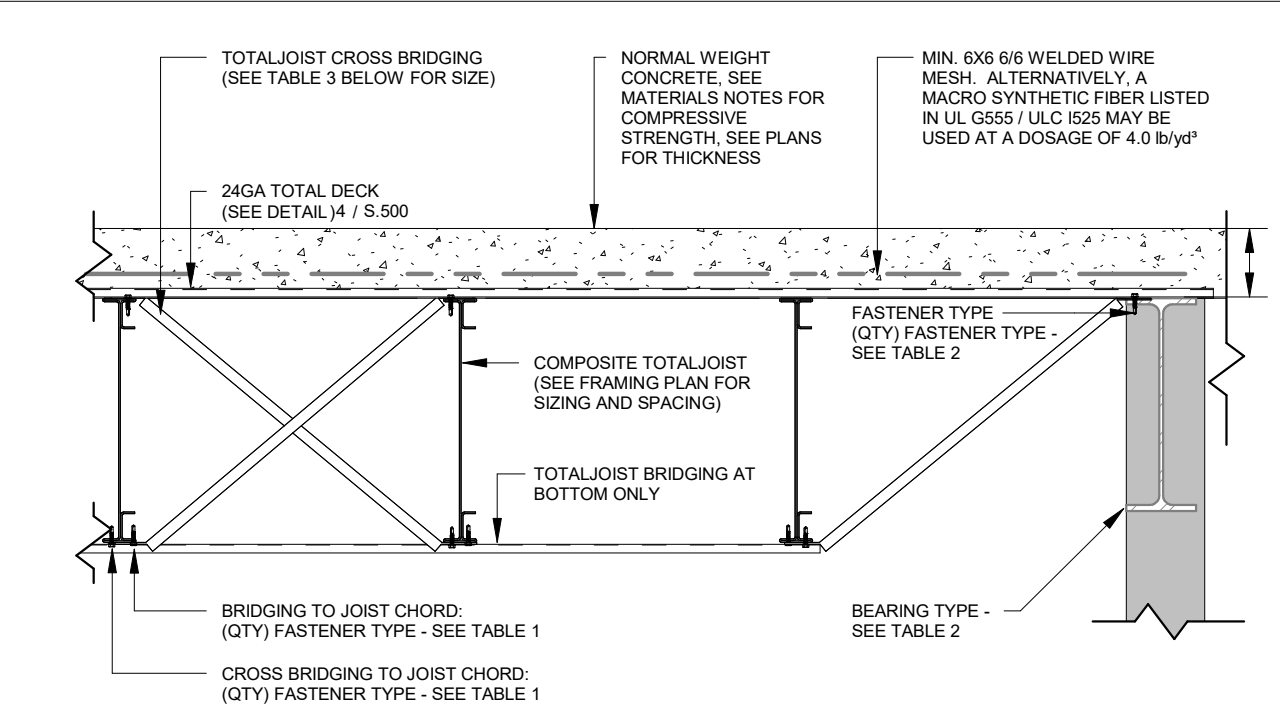 TOTALJOIST CROSS BRIDGING
(SEE TABLE 3 BELOW FOR SIZE)
NORMAL WEIGHT
CONCRETE, SEE
MATERIALS NOTES FOR
COMPRESSIVE
STRENGTH, SEE PLANS
FOR THICKNESS
MIN. 6X6 6/6 WELDED WIRE
MESH. ALTERNATIVELY, A
MACRO SYNTHETIC FIBER LISTED
IN UL G555 / ULC I525 MAY BE
USED AT A DOSAGE OF 4.0 lb/yd³
24GA TOTAL DECK
(SEE DETAIL )4 / S.500
FASTENER TYPE
(QTY) FASTENER TYPE -
SEE TABLE 2
COMPOSITE TOTALJOIST
(SEE FRAMING PLAN FOR
SIZING AND SPACING)
TOTALJOIST BRIDGING AT
BOTTOM ONLY
BRIDGING TO JOIST CHORD:
(QTY) FASTENER TYPE - SEE TABLE 1
BEARING TYPE -
SEE TABLE 2
CROSS BRIDGING TO JOIST CHORD:
(QTY) FASTENER TYPE - SEE TABLE 1